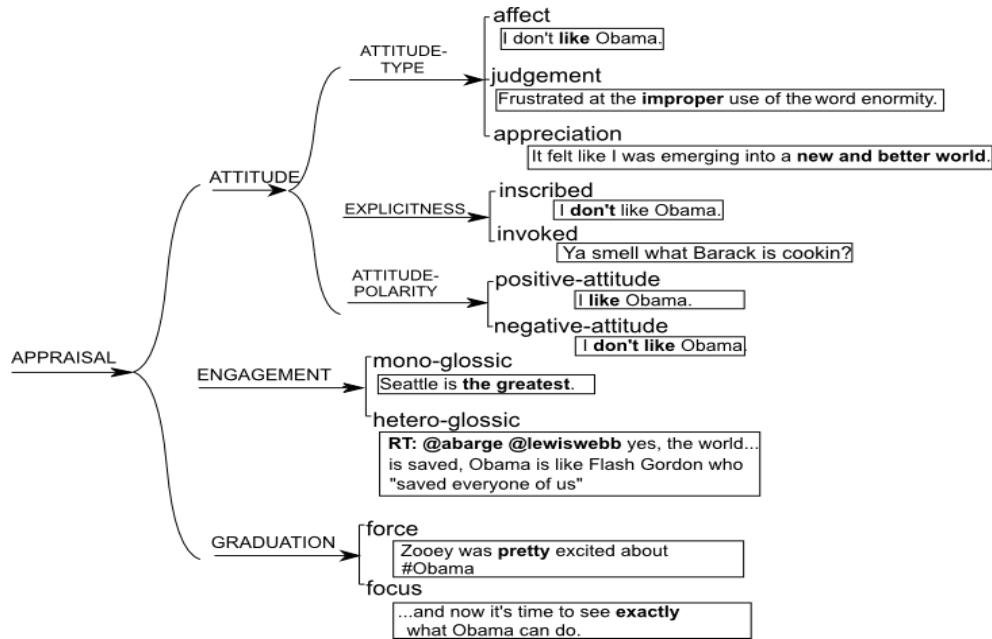 affect
I don't like Obama.
ATTITUDE-
TYPE
judgement
Frustrated at the improper use of the word enormity.
appreciation
It felt like I was emerging into a new and better world.
ATTITUDE
inscribed
I don't like Obama.
EXPLICITNESS
invoked
Ya smell what Barack is cookin?
ATTITUDE-
POLARITY
positive-attitude
I like Obama.
negative-attitude
I don't like Obama.
APPRAISAL
mono-glossic
Seattle is the greatest.
ENGAGEMENT
hetero-glossic
RT: @abarge @lewiswebb yes, the world...
is saved, Obama is like Flash Gordon who
"saved everyone of us"
force
Zooey was pretty excited about
#Obama
GRADUATION
focus
...and now it's time to see exactly
what Obama can do.